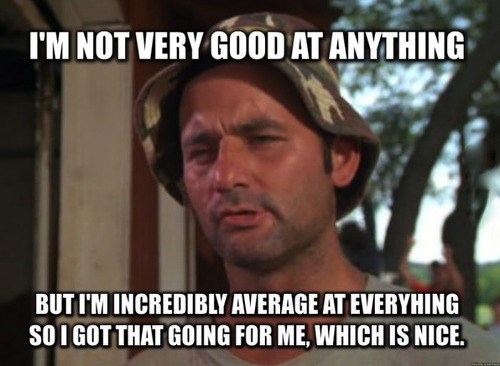 I'M NOT VERY GOOD AT ANYTHING
BUT I'M INCREDIBLY AVERAGE AT EVERYHING
SO I GOT THAT GOING FOR ME, WHICH IS NICE.